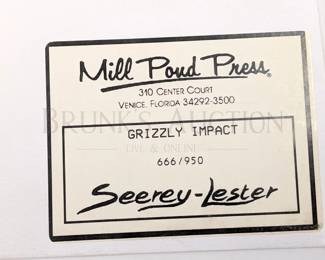 Mill Pond Press®
310 CENTER COURT
VENICE, FLORIDA 34292-3500
BRUNK'S AUCTION
GRIZZLY IMPACT
LIVE & ONLINE
666/950
Seerey-Lester